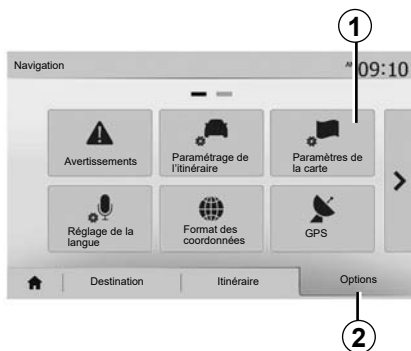 1
Navigation
AM 09:10
Avertissements
Paramétrage de
l'itinéraire
Paramètres de
la carte
Réglage de la
langue
Format des
coordonnées
GPS
Destination
Itinéraire
Options
2